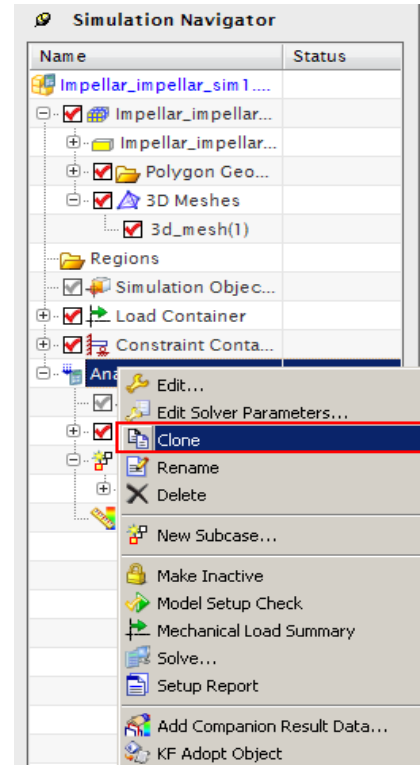 Simulation Navigator
Name Status
Impellar_impellar_sim1....
Impellar_impellar...
Impellar_impellar...
Polygon Geo...
3D Meshes
3d_mesh(1)
Regions
Simulation Objec...
Load Container
Constraint Conta...
Ana
Edit...
Edit Solver Parameters...
Clone
Rename
Delete
New Subcase...
Make Inactive
Model Setup Check
Mechanical Load Summary
Solve...
Setup Report
Add Companion Result Data...
KF Adopt Object